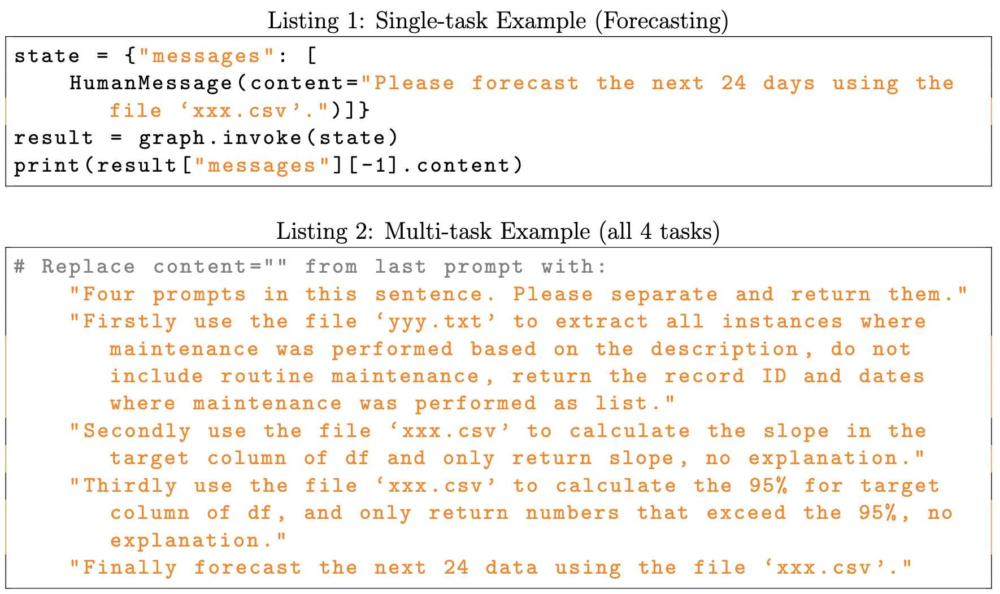 Listing 1: Single-task Example (Forecasting)
state = {"messages": [
HumanMessage(content="Please forecast the next 24 days using the
file ‘xxx.csv’.")]}
result = graph.invoke(state)
print(result["messages"][-1].content)
Listing 2: Multi-task Example (all 4 tasks)
# Replace content="" from last prompt with:
"Four prompts in this sentence. Please separate and return them."
"Firstly use the file ‘yyy.txt’ to extract all instances where
maintenance was performed based on the description, do not
include routine maintenance, return the record ID and dates
where maintenance was performed as list."
"Secondly use the file ‘xxx.csv’ to calculate the slope in the
target column of df and only return slope, no explanation."
"Thirdly use the file ‘xxx.csv’ to calculate the 95% for target
column of df, and only return numbers that exceed the 95%, no
explanation."
"Finally forecast the next 24 data using the file ‘xxx.csv’."